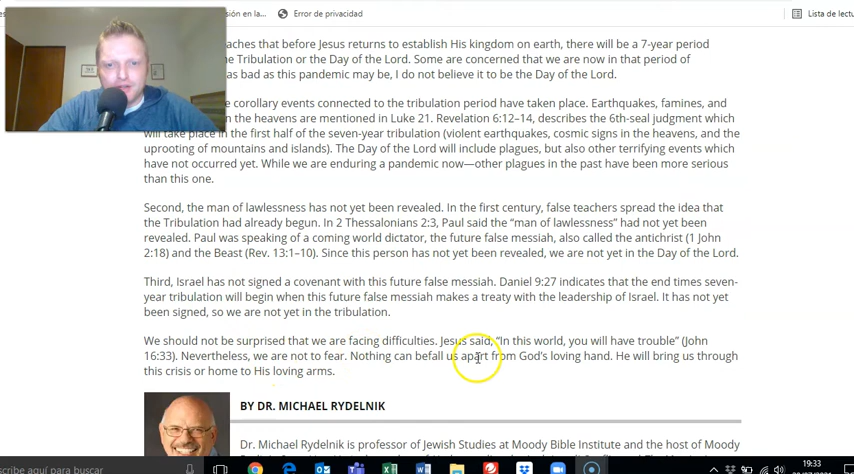 sión en la...
Error de privacidad
Lista de lectu
aches that before Jesus returns to establish His kingdom on earth, there will be a 7-year period
the Tribulation or the Day of the Lord. Some are concerned that we are now in that period of
as bad as this pandemic may be, I do not believe it to be the Day of the Lord.
e corollary events connected to the tribulation period have taken place. Earthquakes, famines, and
n the heavens are mentioned in Luke 21. Revelation 6:12–14, describes the 6th-seal judgment which
will take place in the first half of the seven-year tribulation (violent earthquakes, cosmic signs in the heavens, and the
uprooting of mountains and islands). The Day of the Lord will include plagues, but also other terrifying events which
have not occurred yet. While we are enduring a pandemic now—other plagues in the past have been more serious
than this one.
Second, the man of lawlessness has not yet been revealed. In the first century, false teachers spread the idea that
the Tribulation had already begun. In 2 Thessalonians 2:3, Paul said the “man of lawlessness” had not yet been
revealed. Paul was speaking of a coming world dictator, the future false messiah, also called the antichrist (1 John
2:18) and the Beast (Rev. 13:1–10). Since this person has not yet been revealed, we are not yet in the Day of the Lord.
Third, Israel has not signed a covenant with this future false messiah. Daniel 9:27 indicates that the end times seven-
year tribulation will begin when this future false messiah makes a treaty with the leadership of Israel. It has not yet
been signed, so we are not yet in the tribulation.
We should not be surprised that we are facing difficulties. Jesus said, “In this world, you will have trouble” (John
16:33). Nevertheless, we are not to fear. Nothing can befall us apart from God’s loving hand. He will bring us through
this crisis or home to His loving arms.
BY DR. MICHAEL RYDELNIK
Dr. Michael Rydelnik is professor of Jewish Studies at Moody Bible Institute and the host of Moody
scribe aquí para buscar
19:33